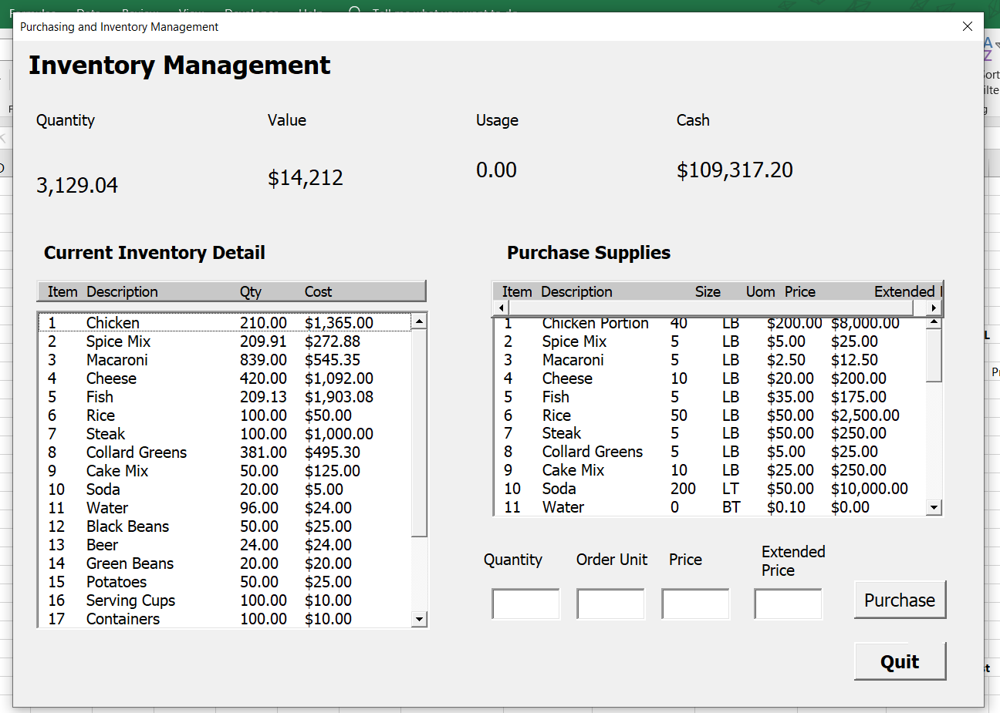 Purchasing and Inventory Management
Inventory Management
Quantity Value Usage Cash
3,129.04 $14,212 0.00 $109,317.20
Current Inventory Detail
Item Description Qty Cost
1 Chicken 210.00 $1,365.00
2 Spice Mix 209.91 $272.88
3 Macaroni 839.00 $545.35
4 Cheese 420.00 $1,092.00
5 Fish 209.13 $1,903.08
6 Rice 100.00 $50.00
7 Steak 100.00 $1,000.00
8 Collard Greens 381.00 $495.30
9 Cake Mix 50.00 $125.00
10 Soda 20.00 $5.00
11 Water 96.00 $24.00
12 Black Beans 50.00 $25.00
13 Beer 24.00 $24.00
14 Green Beans 20.00 $20.00
15 Potatoes 50.00 $25.00
16 Serving Cups 100.00 $10.00
17 Containers 100.00 $10.00
Purchase Supplies
Item Description Size Uom Price Extended
1 Chicken Portion 40 LB $200.00 $8,000.00
2 Spice Mix 5 LB $5.00 $25.00
3 Macaroni 5 LB $2.50 $12.50
4 Cheese 10 LB $20.00 $200.00
5 Fish 5 LB $35.00 $175.00
6 Rice 50 LB $50.00 $2,500.00
7 Steak 5 LB $50.00 $250.00
8 Collard Greens 5 LB $5.00 $25.00
9 Cake Mix 10 LB $25.00 $250.00
10 Soda 200 LT $50.00 $10,000.00
11 Water 0 BT $0.10 $0.00
Quantity Order Unit Price Extended
Price
Purchase
Quit